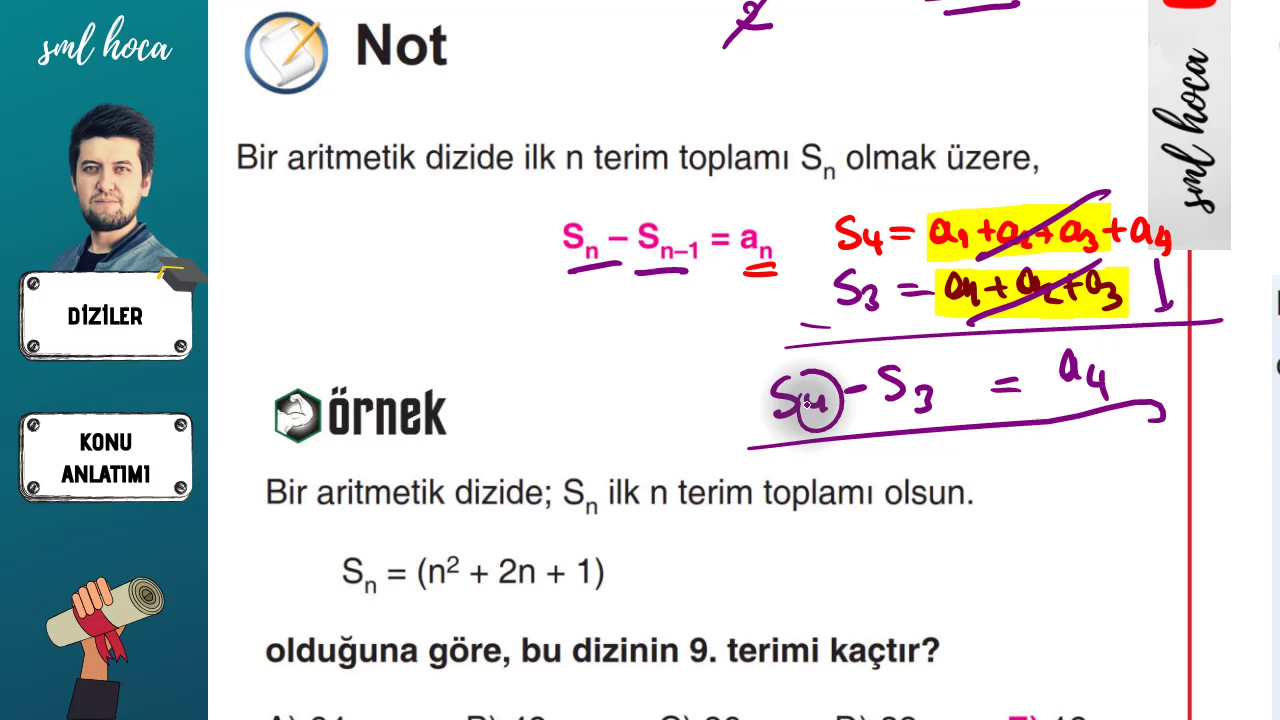 sml hoca
Not
sml hoca
Bir aritmetik dizide ilk n terim toplamı Sn olmak üzere,
Sn – Sn–1 = an
S4 = a1 + a2 + a3 + a4
S3 = a1 + a2 + a3
S4 - S3 = a4
DİZİLER
örnek
KONU
ANLATIMI
Bir aritmetik dizide; Sn ilk n terim toplamı olsun.
Sn = (n² + 2n + 1)
olduğuna göre, bu dizinin 9. terimi kaçtır?